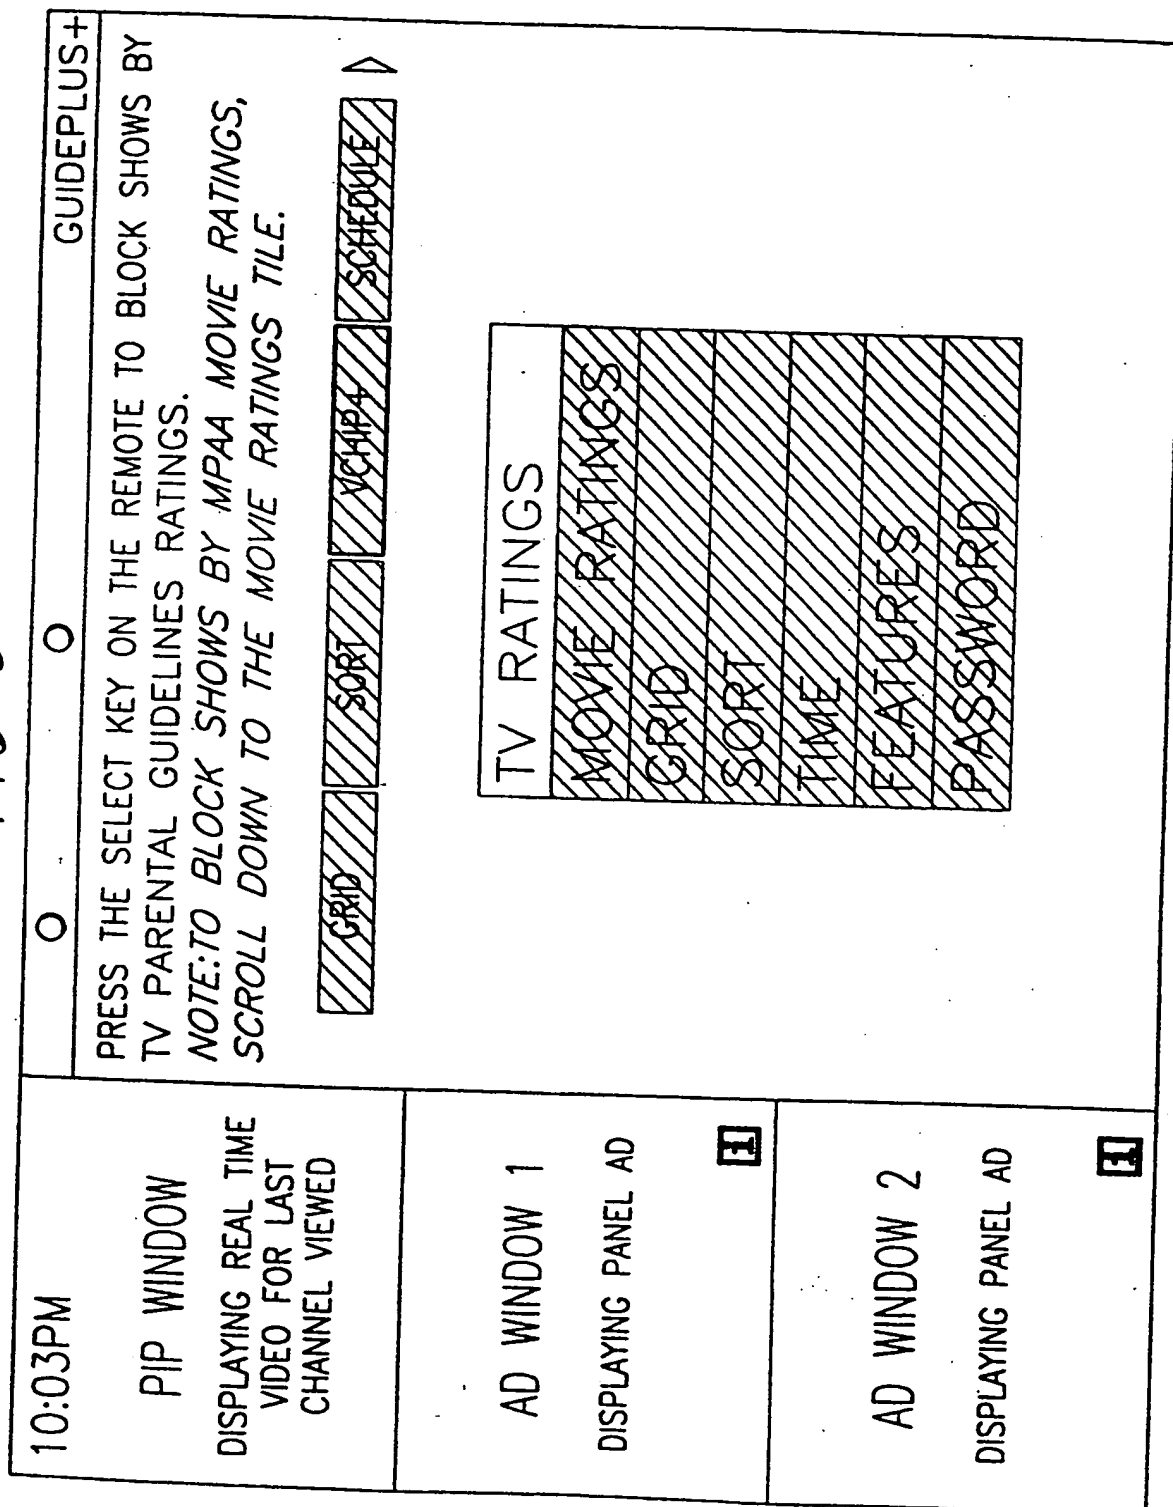 10:03PM
GUIDEPLUS+
PIP WINDOW
DISPLAYING REAL TIME
VIDEO FOR LAST
CHANNEL VIEWED
AD WINDOW 1
DISPLAYING PANEL AD
AD WINDOW 2
DISPLAYING PANEL AD
PRESS THE SELECT KEY ON THE REMOTE TO BLOCK SHOWS BY
TV PARENTAL GUIDELINES RATINGS.
NOTE:TO BLOCK SHOWS BY MPAA MOVIE RATINGS,
SCROLL DOWN TO THE MOVIE RATINGS TILE.
GRID SORT VCHIP+ SCHEDULE
TV RATINGS
MOVIE RATINGS
GRID
SORT
TIME
FEATURES
PASSWORD